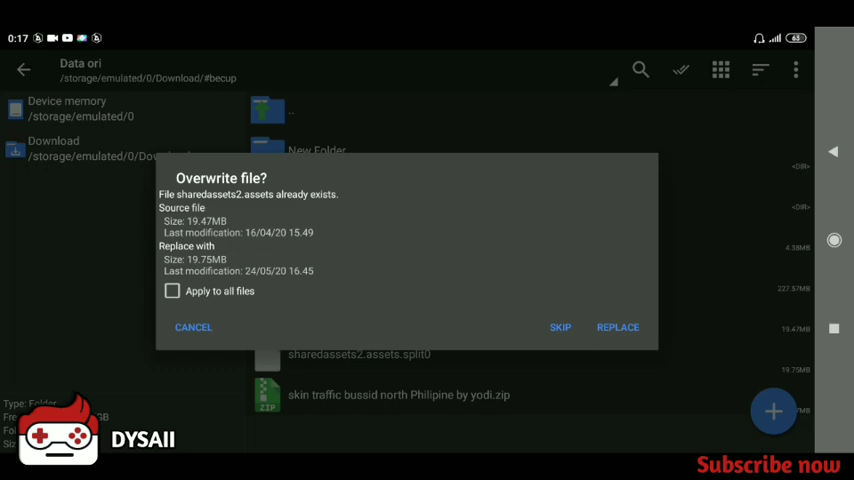 0:17
63
Data ori
/storage/emulated/0/Download/#becup
Device memory
/storage/emulated/0
Download
..
New Folder
<DIR>
<DIR>
4.38MB
227.57MB
19.47MB
19.75MB
Overwrite file?
File sharedassets2.assets already exists.
Source file
Size: 19.47MB
Last modification: 16/04/20 15.49
Replace with
Size: 19.75MB
Last modification: 24/05/20 16.45
Apply to all files
CANCEL
SKIP
REPLACE
sharedassets2.assets.split0
skin traffic bussid north Philipine by yodi.zip
ZIP
Type: Folder
DYSAII
Subscribe now